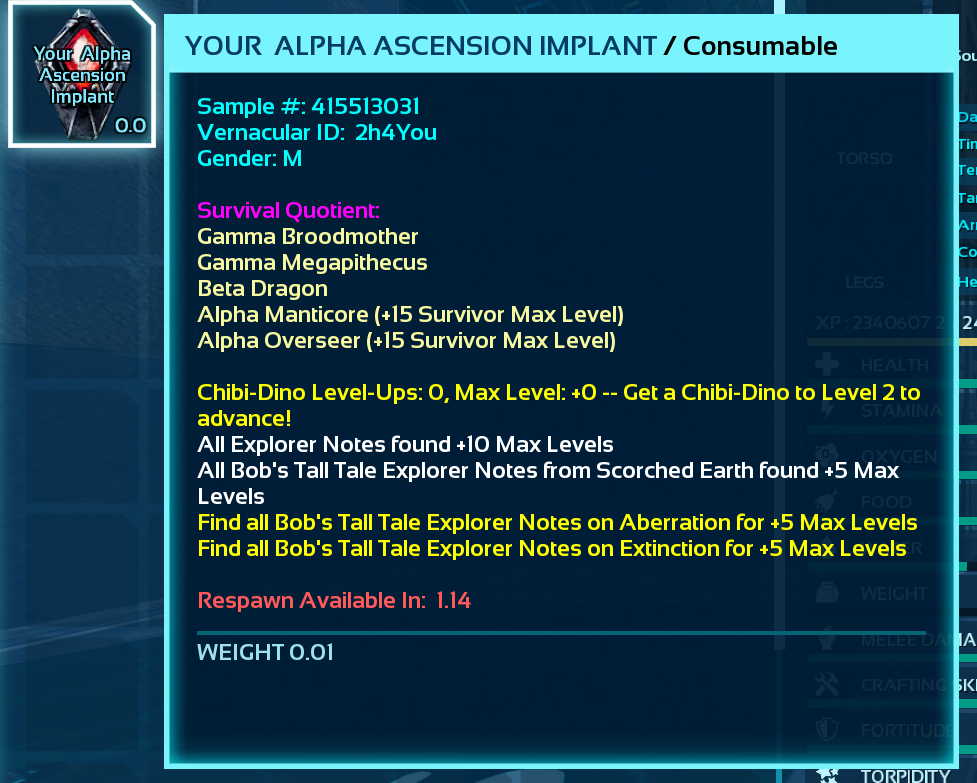 Your Alpha
Ascension
Implant
0.0
YOUR ALPHA ASCENSION IMPLANT / Consumable
Sample #: 415513031
Vernacular ID: 2h4You
Gender: M
Survival Quotient:
Gamma Broodmother
Gamma Megapithecus
Beta Dragon
Alpha Manticore (+15 Survivor Max Level)
Alpha Overseer (+15 Survivor Max Level)
Chibi-Dino Level-Ups: 0, Max Level: +0 -- Get a Chibi-Dino to Level 2 to
advance!
All Explorer Notes found +10 Max Levels
All Bob's Tall Tale Explorer Notes from Scorched Earth found +5 Max
Levels
Find all Bob's Tall Tale Explorer Notes on Aberration for +5 Max Levels
Find all Bob's Tall Tale Explorer Notes on Extinction for +5 Max Levels
Respawn Available In: 1.14
WEIGHT 0.01
TORSO
LEGS
XP: 2340607.2
HEALTH
STAMINA
OXYGEN
FOOD
WEIGHT
MELEE DAMA
CRAFTING SK
FORTITUDE
TORPIDITY